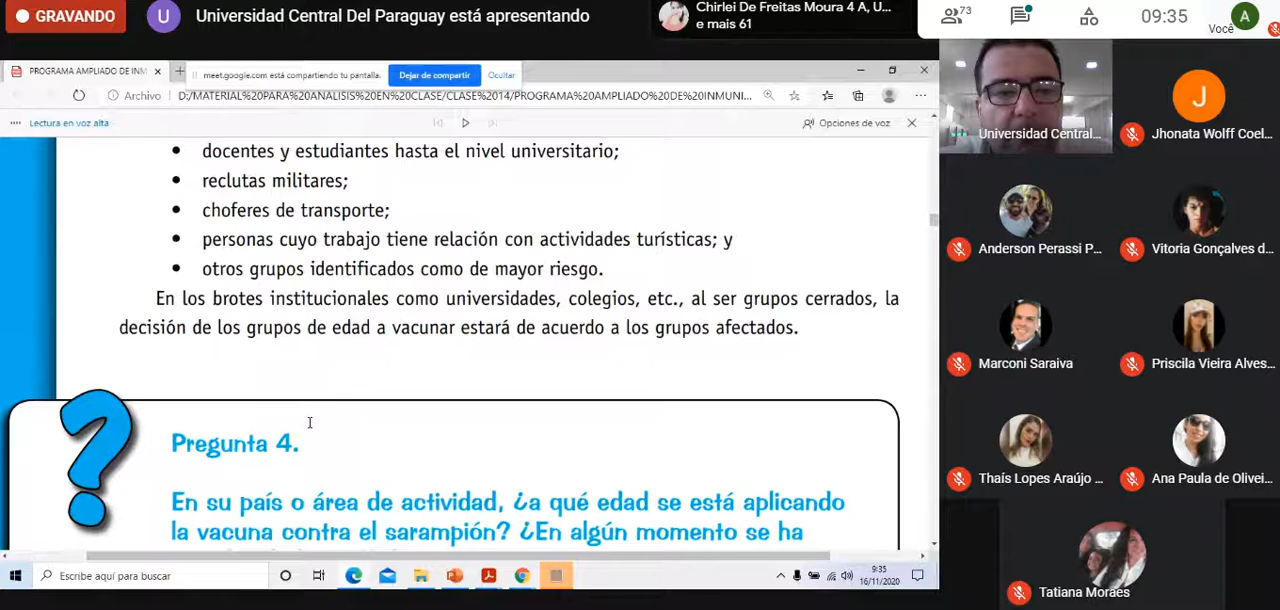 GRAVANDO
U
Universidad Central Del Paraguay está apresentando
Chirlei De Freitas Moura 4 A, U...
e mais 61
73
09:35
Você
A
PROGRAMA AMPLIADO DE INM
meet.google.com está compartiendo tu pantalla.
Dejar de compartir
Ocultar
Archivo
D:/MATERIAL%20PARA%20ANALISIS%20EN%20CLASE/CLASE%2014/PROGRAMA%20AMPLIADO%20DE%20INMUNI...
Lectura en voz alta
Opciones de voz
• docentes y estudiantes hasta el nivel universitario;
• reclutas militares;
• choferes de transporte;
• personas cuyo trabajo tiene relación con actividades turísticas; y
• otros grupos identificados como de mayor riesgo.
En los brotes institucionales como universidades, colegios, etc., al ser grupos cerrados, la
decisión de los grupos de edad a vacunar estará de acuerdo a los grupos afectados.
?
Pregunta 4.
En su país o área de actividad, ¿a qué edad se está aplicando
la vacuna contra el sarampión? ¿En algún momento se ha
Escribe aquí para buscar
9:35
16/11/2020
Universidad Central...
J
Jhonata Wolff Coel...
Anderson Perassi P...
Vitoria Gonçalves d...
Marconi Saraiva
Priscila Vieira Alves...
Thaís Lopes Araújo ...
Ana Paula de Olivei...
Tatiana Moraes